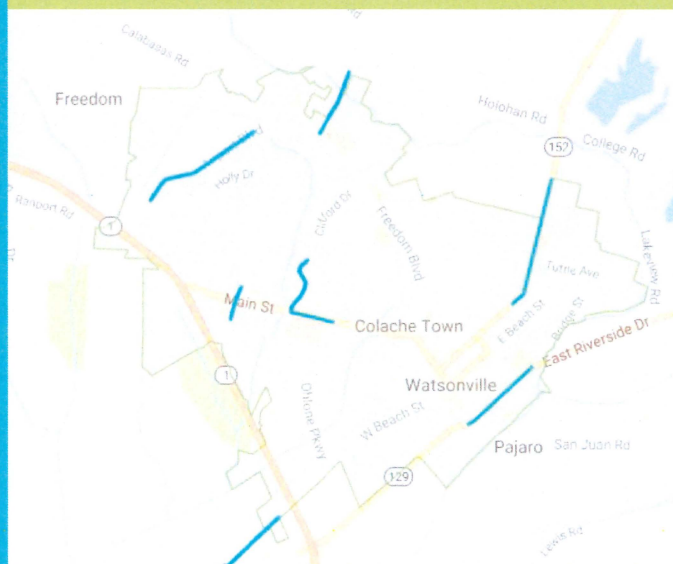 Rd
Calabasas Rd
Freedom
Holohan Rd
152
College Rd
Holly Dr
Ranport Rd
1
Clifford Dr
Freedom Blvd
Lakeview Rd
Tuttle Ave
Main St
E Beach St
Bridge St
Colache Town
East Riverside Dr
1
Watsonville
Ohlone Pkwy
W Beach St
Pajaro
San Juan Rd
129
Lewis Rd